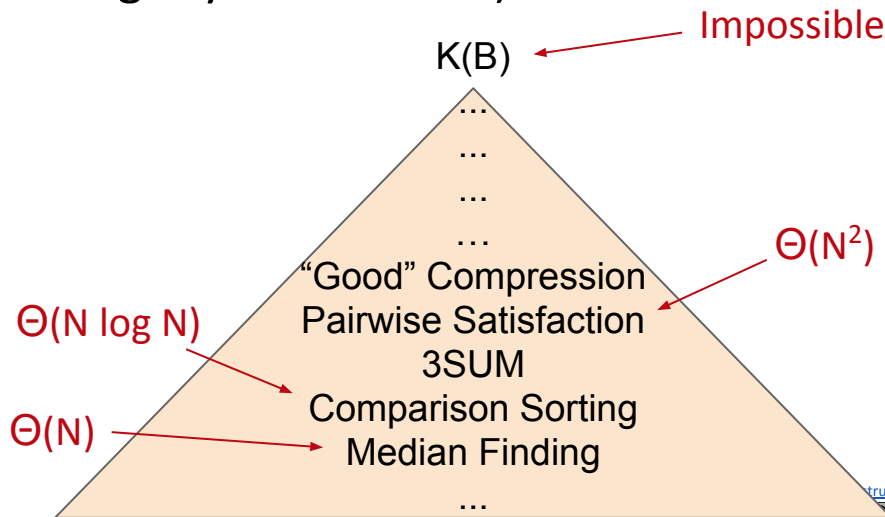 Impossible
K(B)
...
...
...
...
Θ(N²)
“Good” Compression
Pairwise Satisfaction
Θ(N log N)
3SUM
Comparison Sorting
Θ(N)
Median Finding
...